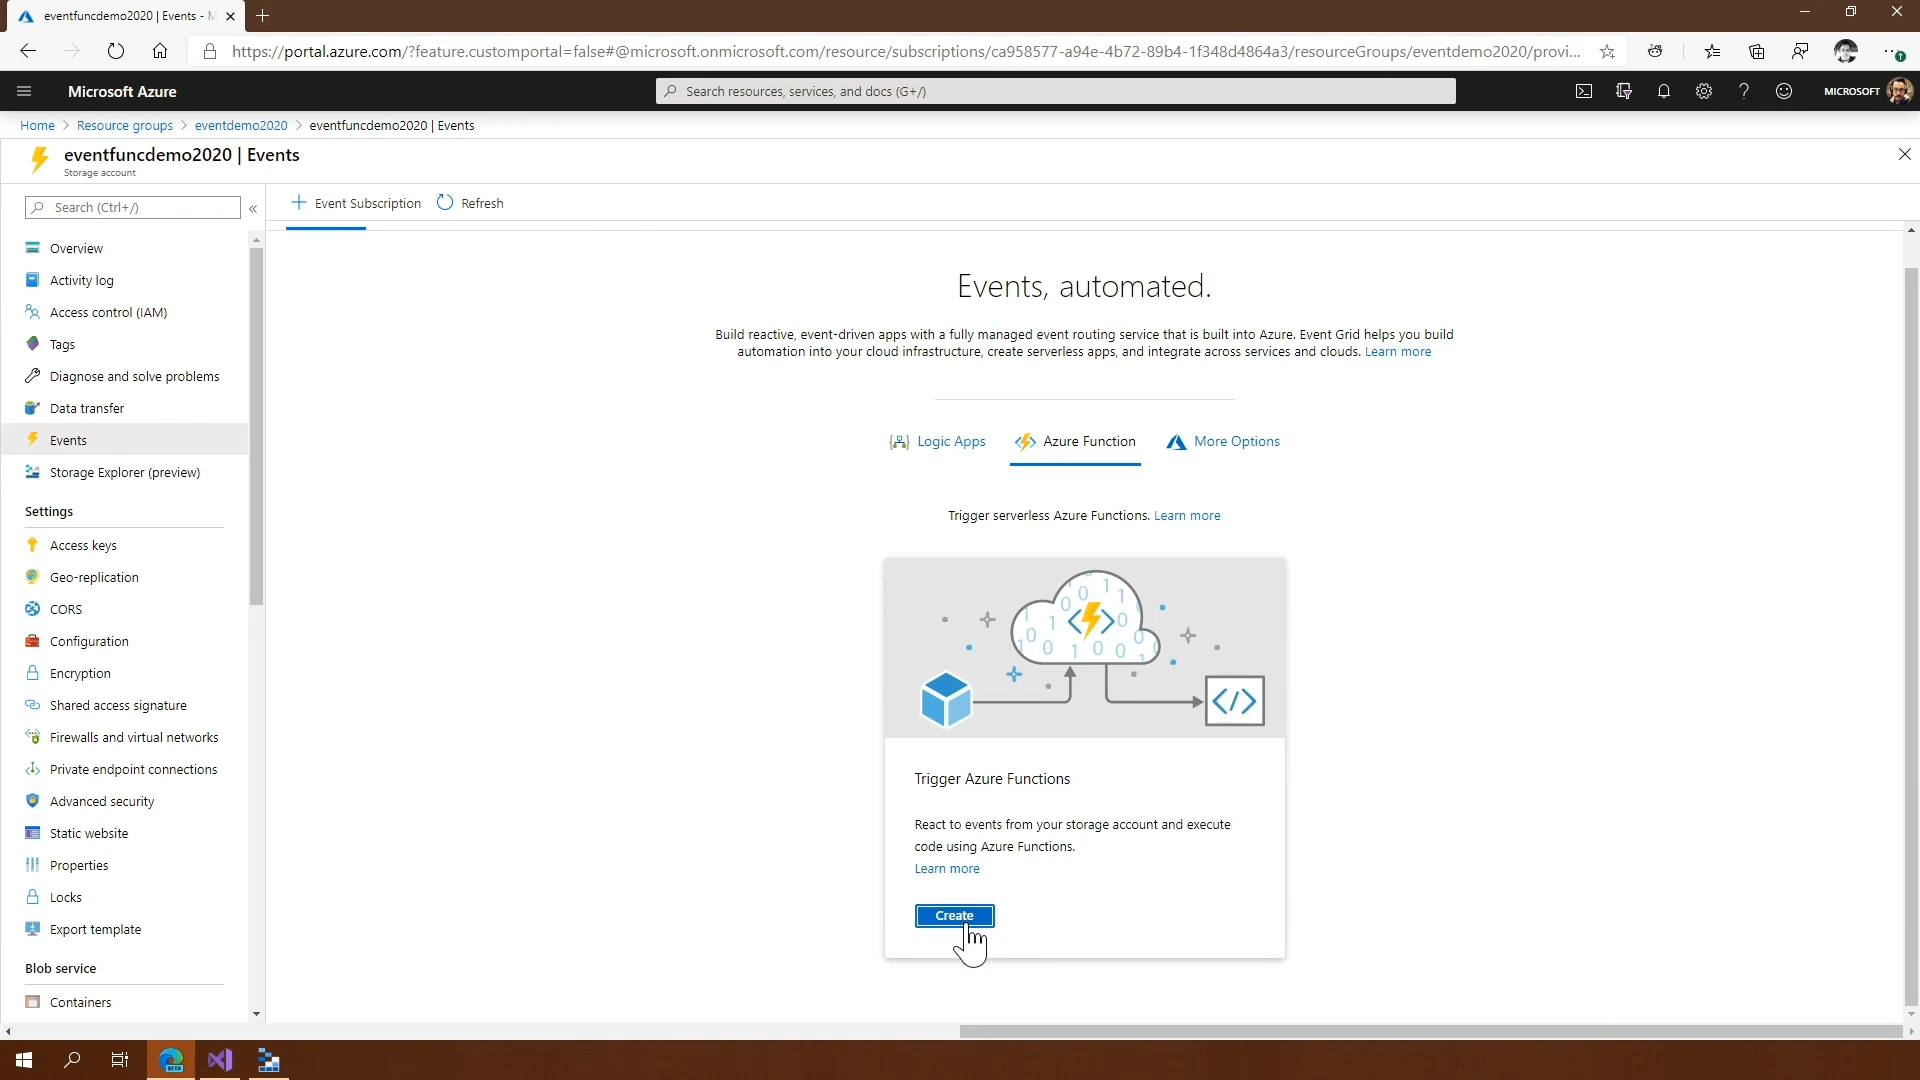 eventfuncdemo2020 | Events - M
https://portal.azure.com/?feature.customportal=false#@microsoft.onmicrosoft.com/resource/subscriptions/ca958577-a94e-4b72-89b4-1f348d4864a3/resourceGroups/eventdemo2020/provi...
Microsoft Azure
Search resources, services, and docs (G+/)
MICROSOFT
Home > Resource groups > eventdemo2020 > eventfuncdemo2020 | Events
eventfuncdemo2020 | Events
Storage account
Search (Ctrl+/)
Event Subscription
Refresh
Overview
Activity log
Access control (IAM)
Tags
Diagnose and solve problems
Data transfer
Events
Storage Explorer (preview)
Settings
Access keys
Geo-replication
CORS
Configuration
Encryption
Shared access signature
Firewalls and virtual networks
Private endpoint connections
Advanced security
Static website
Properties
Locks
Export template
Blob service
Containers
Events, automated.
Build reactive, event-driven apps with a fully managed event routing service that is built into Azure. Event Grid helps you build
automation into your cloud infrastructure, create serverless apps, and integrate across services and clouds. Learn more
Logic Apps
Azure Function
More Options
Trigger serverless Azure Functions. Learn more
Trigger Azure Functions
React to events from your storage account and execute
code using Azure Functions.
Learn more
Create
BETA